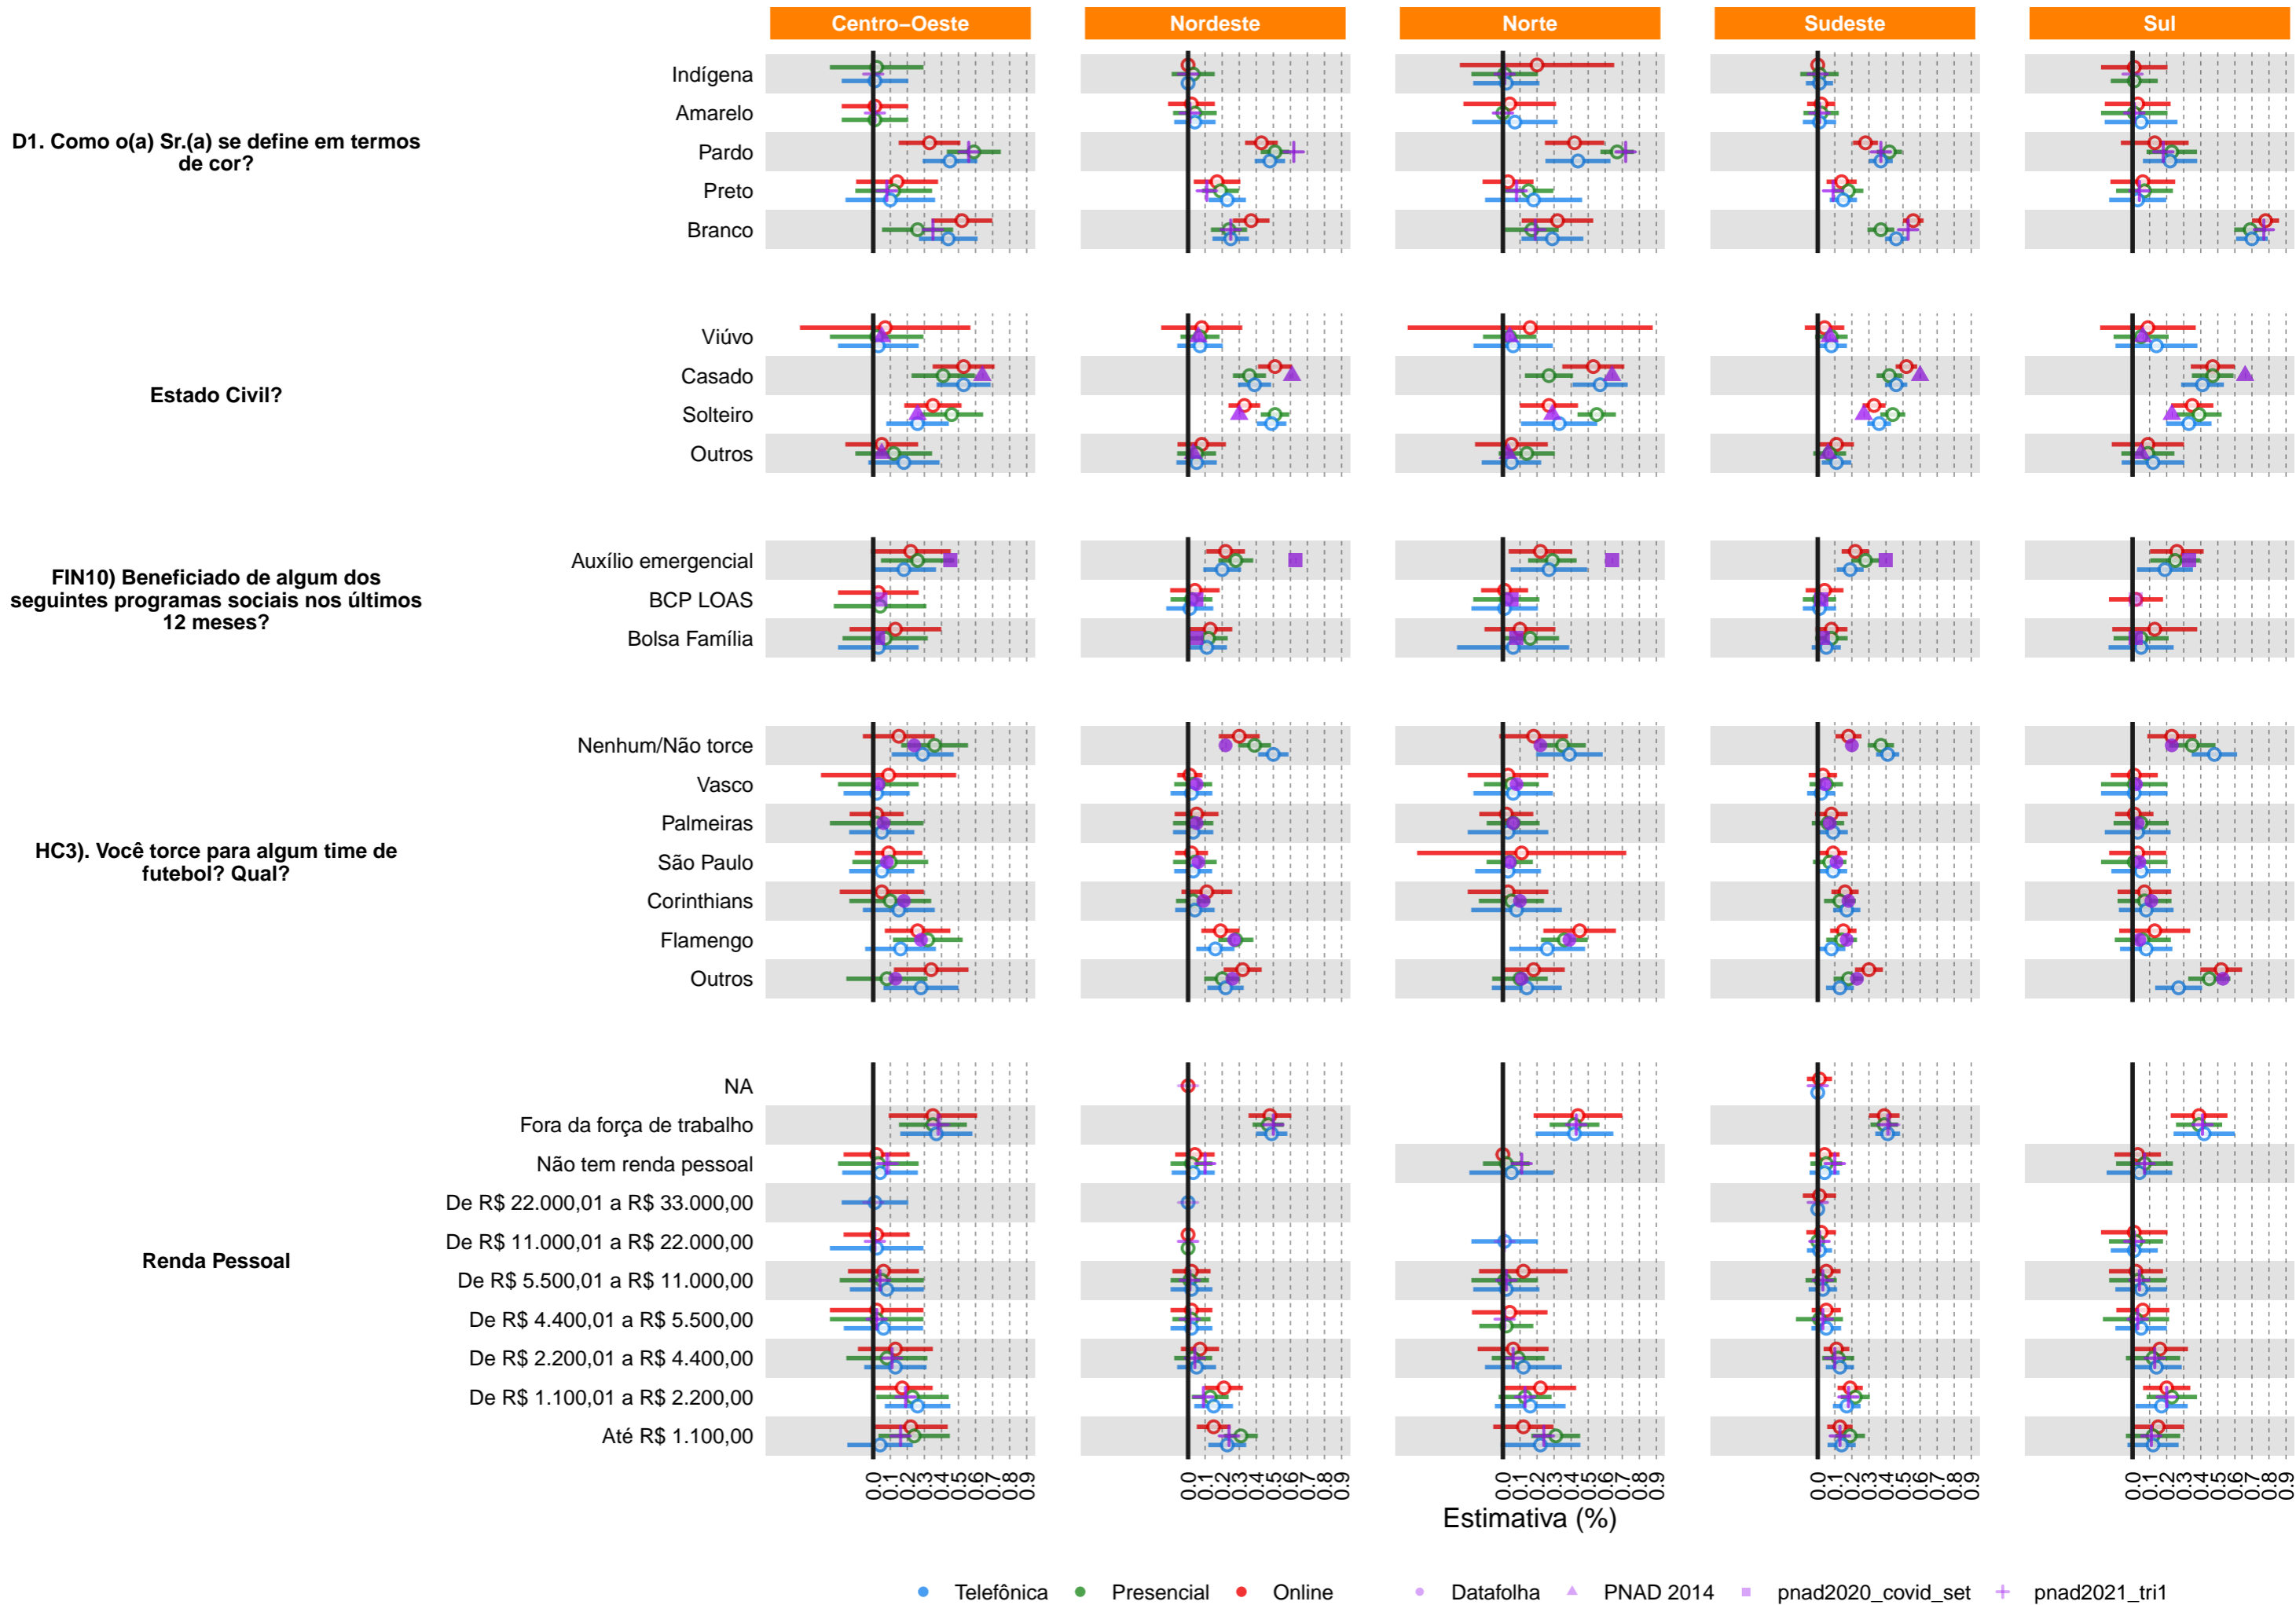 Centro-Oeste
Nordeste
Norte
Sudeste
Sul
D1. Como o(a) Sr.(a) se define em termos
de cor?
Indígena
Amarelo
Pardo
Preto
Branco
Estado Civil?
Viúvo
Casado
Solteiro
Outros
FIN10) Beneficiado de algum dos
seguintes programas sociais nos últimos
12 meses?
Auxílio emergencial
BCP LOAS
Bolsa Família
HC3). Você torce para algum time de
futebol? Qual?
Nenhum/Não torce
Vasco
Palmeiras
São Paulo
Corinthians
Flamengo
Outros
Renda Pessoal
NA
Fora da força de trabalho
Não tem renda pessoal
De R$ 22.000,01 a R$ 33.000,00
De R$ 11.000,01 a R$ 22.000,00
De R$ 5.500,01 a R$ 11.000,00
De R$ 4.400,01 a R$ 5.500,00
De R$ 2.200,01 a R$ 4.400,00
De R$ 1.100,01 a R$ 2.200,00
Até R$ 1.100,00
0.0 0.1 0.2 0.3 0.4 0.5 0.6 0.7 0.8 0.9
0.0 0.1 0.2 0.3 0.4 0.5 0.6 0.7 0.8 0.9
0.0 0.1 0.2 0.3 0.4 0.5 0.6 0.7 0.8 0.9
0.0 0.1 0.2 0.3 0.4 0.5 0.6 0.7 0.8 0.9
0.0 0.1 0.2 0.3 0.4 0.5 0.6 0.7 0.8 0.9
Estimativa (%)
Telefônica
Presencial
Online
Datafolha
PNAD 2014
pnad2020_covid_set
pnad2021_tri1